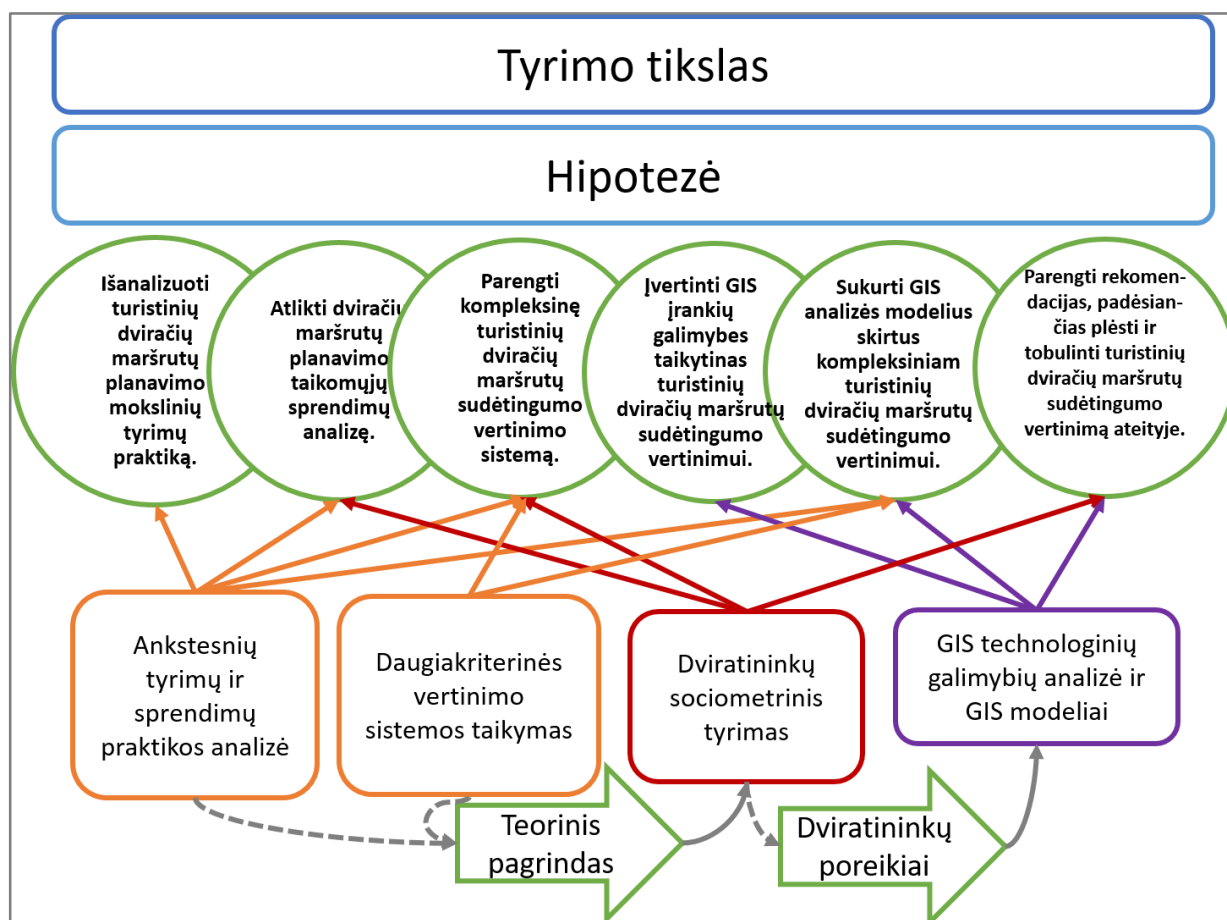 Tyrimo tikslas
Hipotezė
Išanalizuoti
turistinių
dviračių
maršrutų
planavimo
mokslinių
tyrimų
praktiką.
Atlikti dviračių
maršrutų
planavimo
taikomųjų
sprendimų
analizę.
Parengti
kompleksinę
turistinių
dviračių
maršrutų
sudėtingumo
vertinimo
sistemą.
Įvertinti GIS
įrankių
galimybes
taikytinas
turistinių
dviračių maršrutų
sudėtingumo
vertinimui.
Sukurti GIS
analizės modelius
skirtus
kompleksiniam
turistinių
dviračių maršrutų
sudėtingumo
vertinimui.
Parengti rekomen-
dacijas, padėsian-
čias plėsti ir
tobulinti turistinių
dviračių maršrutų
sudėtingumo
vertinimą ateityje.
Ankstesnių
tyrimų ir
sprendimų
praktikos analizė
Daugiakriterinės
vertinimo
sistemos taikymas
Dviratininkų
sociometrinis
tyrimas
GIS technologinių
galimybių analizė ir
GIS modeliai
Teorinis
pagrindas
Dviratininkų
poreikiai